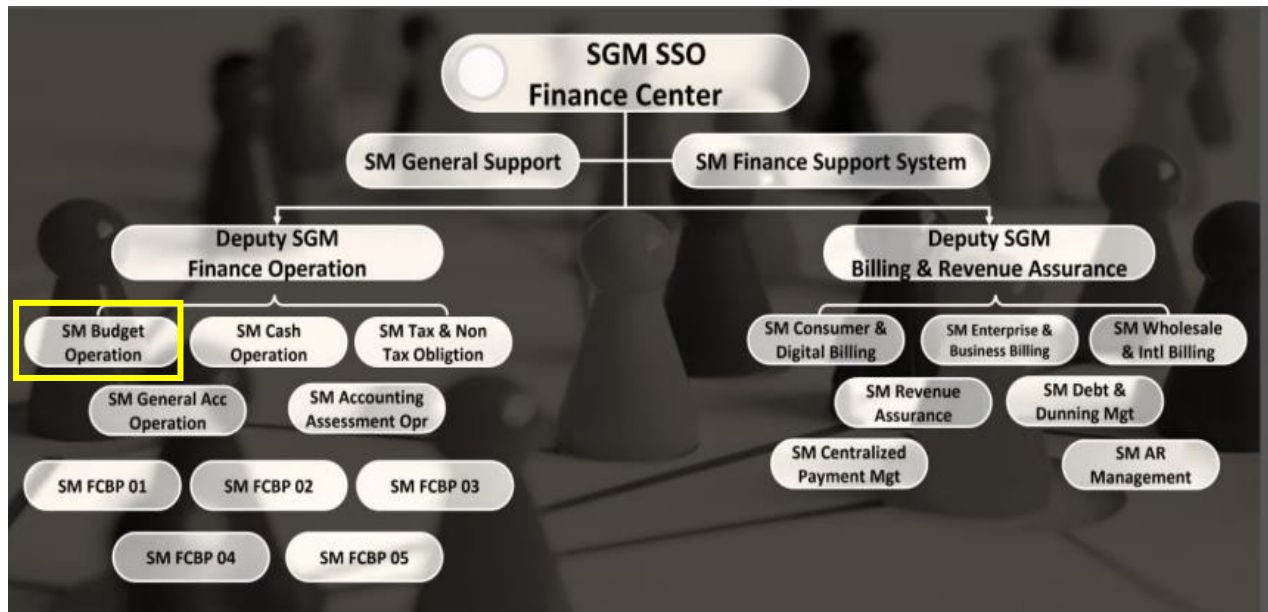 SGM SSO
Finance Center
SM General Support
SM Finance Support System
Deputy SGM
Finance Operation
Deputy SGM
Billing & Revenue Assurance
SM Budget
Operation
SM Cash
Operation
SM Tax & Non
Tax Obligtion
SM Consumer &
Digital Billing
SM Enterprise &
Business Billing
SM Wholesale
& Intl Billing
SM General Acc
Operation
SM Accounting
Assessment Opr
SM Revenue
Assurance
SM Debt &
Dunning Mgt
SM Centralized
Payment Mgt
SM AR
Management
SM FCBP 01
SM FCBP 02
SM FCBP 03
SM FCBP 04
SM FCBP 05